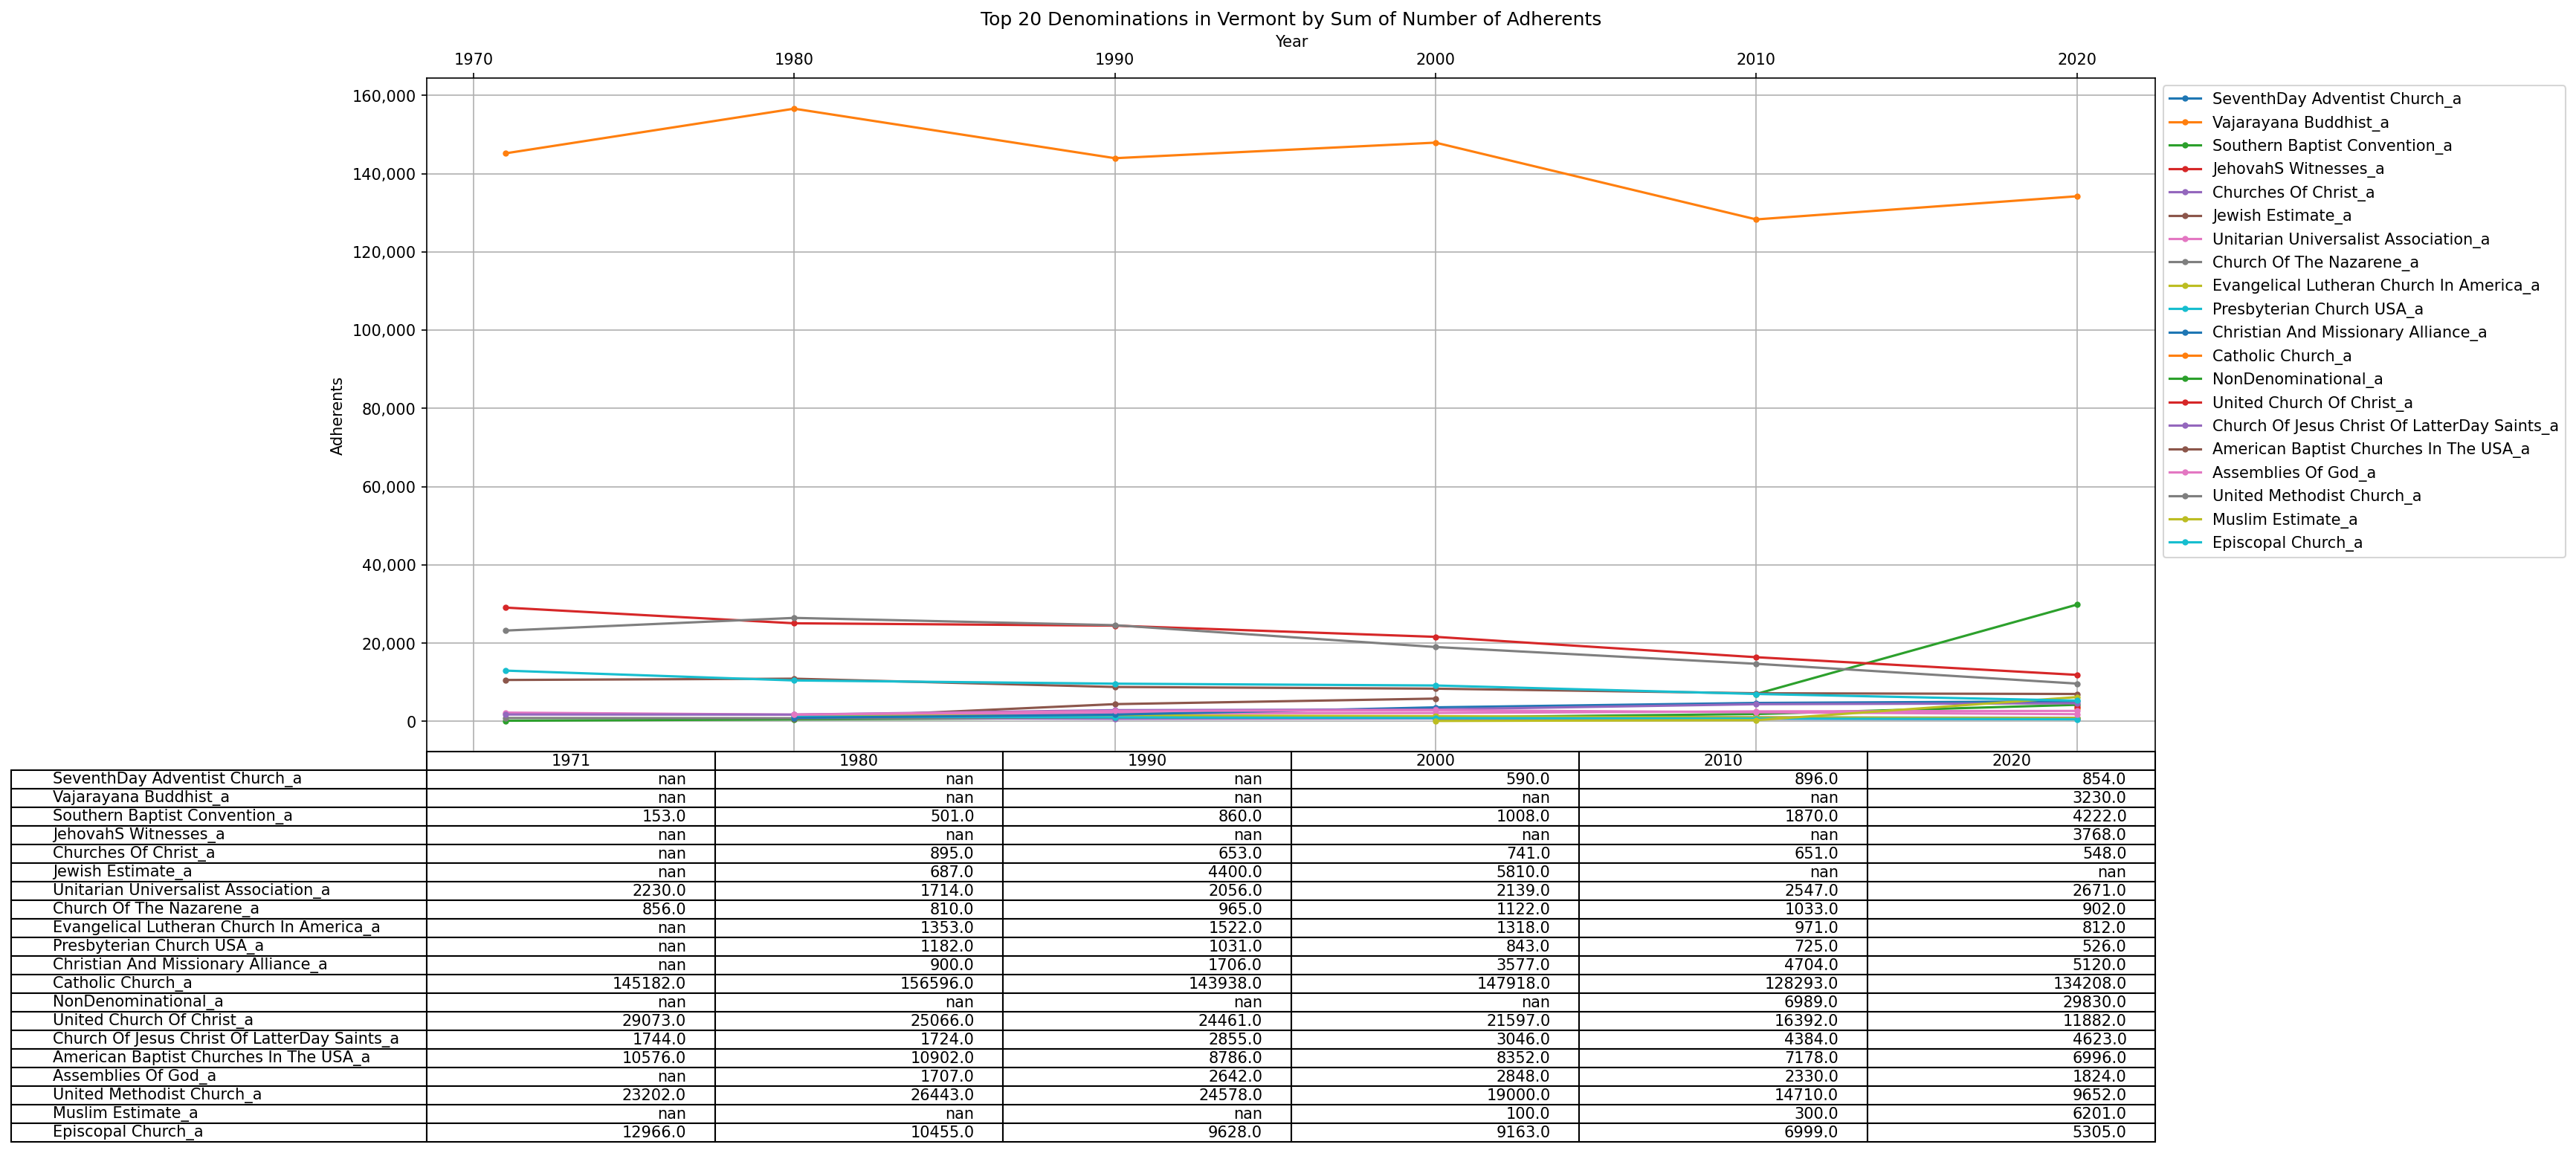 Top 20 Denominations in Vermont by Sum of Number of Adherents
Year
1970 1980 1990 2000 2010 2020
160,000
140,000
120,000
100,000
80,000
60,000
40,000
20,000
0
Adherents
SeventhDay Adventist Church_a
Vajarayana Buddhist_a
Southern Baptist Convention_a
JehovahS Witnesses_a
Churches Of Christ_a
Jewish Estimate_a
Unitarian Universalist Association_a
Church Of The Nazarene_a
Evangelical Lutheran Church In America_a
Presbyterian Church USA_a
Christian And Missionary Alliance_a
Catholic Church_a
NonDenominational_a
United Church Of Christ_a
Church Of Jesus Christ Of LatterDay Saints_a
American Baptist Churches In The USA_a
Assemblies Of God_a
United Methodist Church_a
Muslim Estimate_a
Episcopal Church_a
1971 1980 1990 2000 2010 2020
SeventhDay Adventist Church_a nan nan nan 590.0 896.0 854.0
Vajarayana Buddhist_a nan nan nan nan nan 3230.0
Southern Baptist Convention_a 153.0 501.0 860.0 1008.0 1870.0 4222.0
JehovahS Witnesses_a nan nan nan nan nan 3768.0
Churches Of Christ_a nan 895.0 653.0 741.0 651.0 548.0
Jewish Estimate_a nan 687.0 4400.0 5810.0 nan nan
Unitarian Universalist Association_a 2230.0 1714.0 2056.0 2139.0 2547.0 2671.0
Church Of The Nazarene_a 856.0 810.0 965.0 1122.0 1033.0 902.0
Evangelical Lutheran Church In America_a nan 1353.0 1522.0 1318.0 971.0 812.0
Presbyterian Church USA_a nan 1182.0 1031.0 843.0 725.0 526.0
Christian And Missionary Alliance_a nan 900.0 1706.0 3577.0 4704.0 5120.0
Catholic Church_a 145182.0 156596.0 143938.0 147918.0 128293.0 134208.0
NonDenominational_a nan nan nan nan 6989.0 29830.0
United Church Of Christ_a 29073.0 25066.0 24461.0 21597.0 16392.0 11882.0
Church Of Jesus Christ Of LatterDay Saints_a 1744.0 1724.0 2855.0 3046.0 4384.0 4623.0
American Baptist Churches In The USA_a 10576.0 10902.0 8786.0 8352.0 7178.0 6996.0
Assemblies Of God_a nan 1707.0 2642.0 2848.0 2330.0 1824.0
United Methodist Church_a 23202.0 26443.0 24578.0 19000.0 14710.0 9652.0
Muslim Estimate_a nan nan nan 100.0 300.0 6201.0
Episcopal Church_a 12966.0 10455.0 9628.0 9163.0 6999.0 5305.0